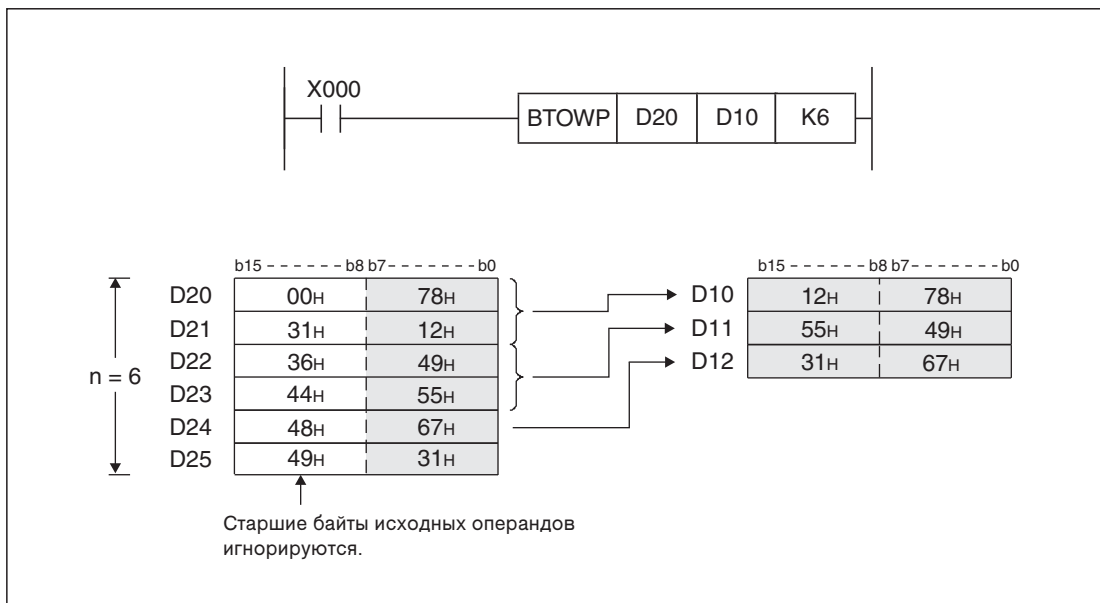 X000
BTOWP D20 D10 K6
b15 - - - - - - b8 b7- - - - - - -b0
b15 - - - - - - -b8 b7- - - - - - -b0
D20 00H 78H D10 12H 78H
D21 31H 12H D11 55H 49H
D22 36H 49H D12 31H 67H
n = 6
D23 44H 55H
D24 48H 67H
D25 49H 31H
Старшие байты исходных операндов
игнорируются.